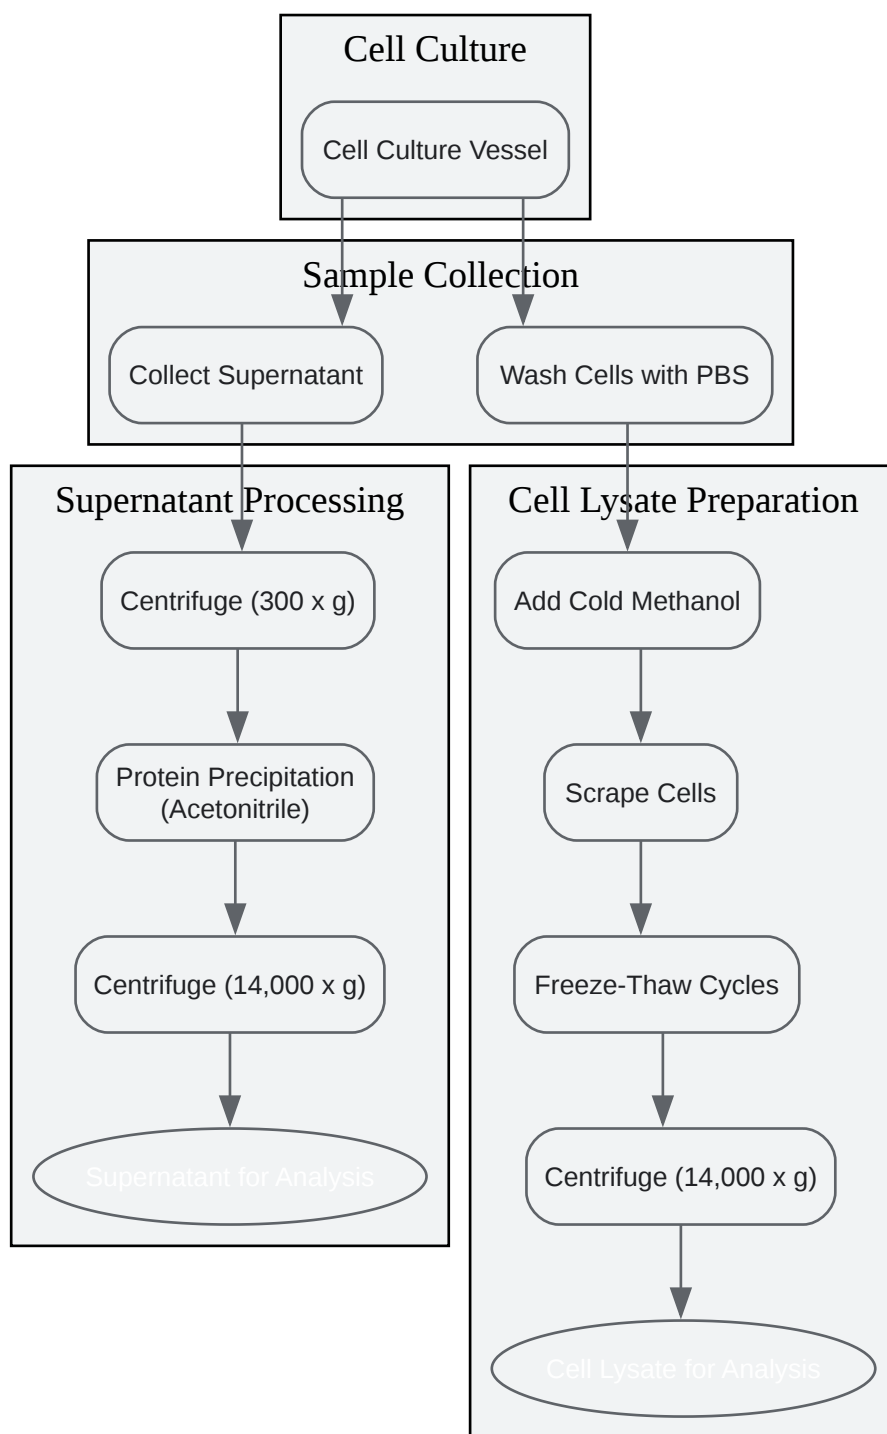 Cell Culture
Cell Culture Vessel
Sample Collection
Collect Supernatant
Wash Cells with PBS
Supernatant Processing
Centrifuge (300 x g)
Protein Precipitation
(Acetonitrile)
Centrifuge (14,000 x g)
Supernatant for Analysis
Cell Lysate Preparation
Add Cold Methanol
Scrape Cells
Freeze-Thaw Cycles
Centrifuge (14,000 x g)
Cell Lysate for Analysis